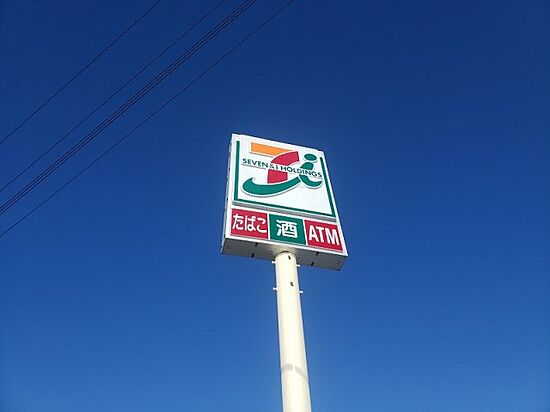 SEVEN & i HOLDINGS
たばこ 酒 ATM